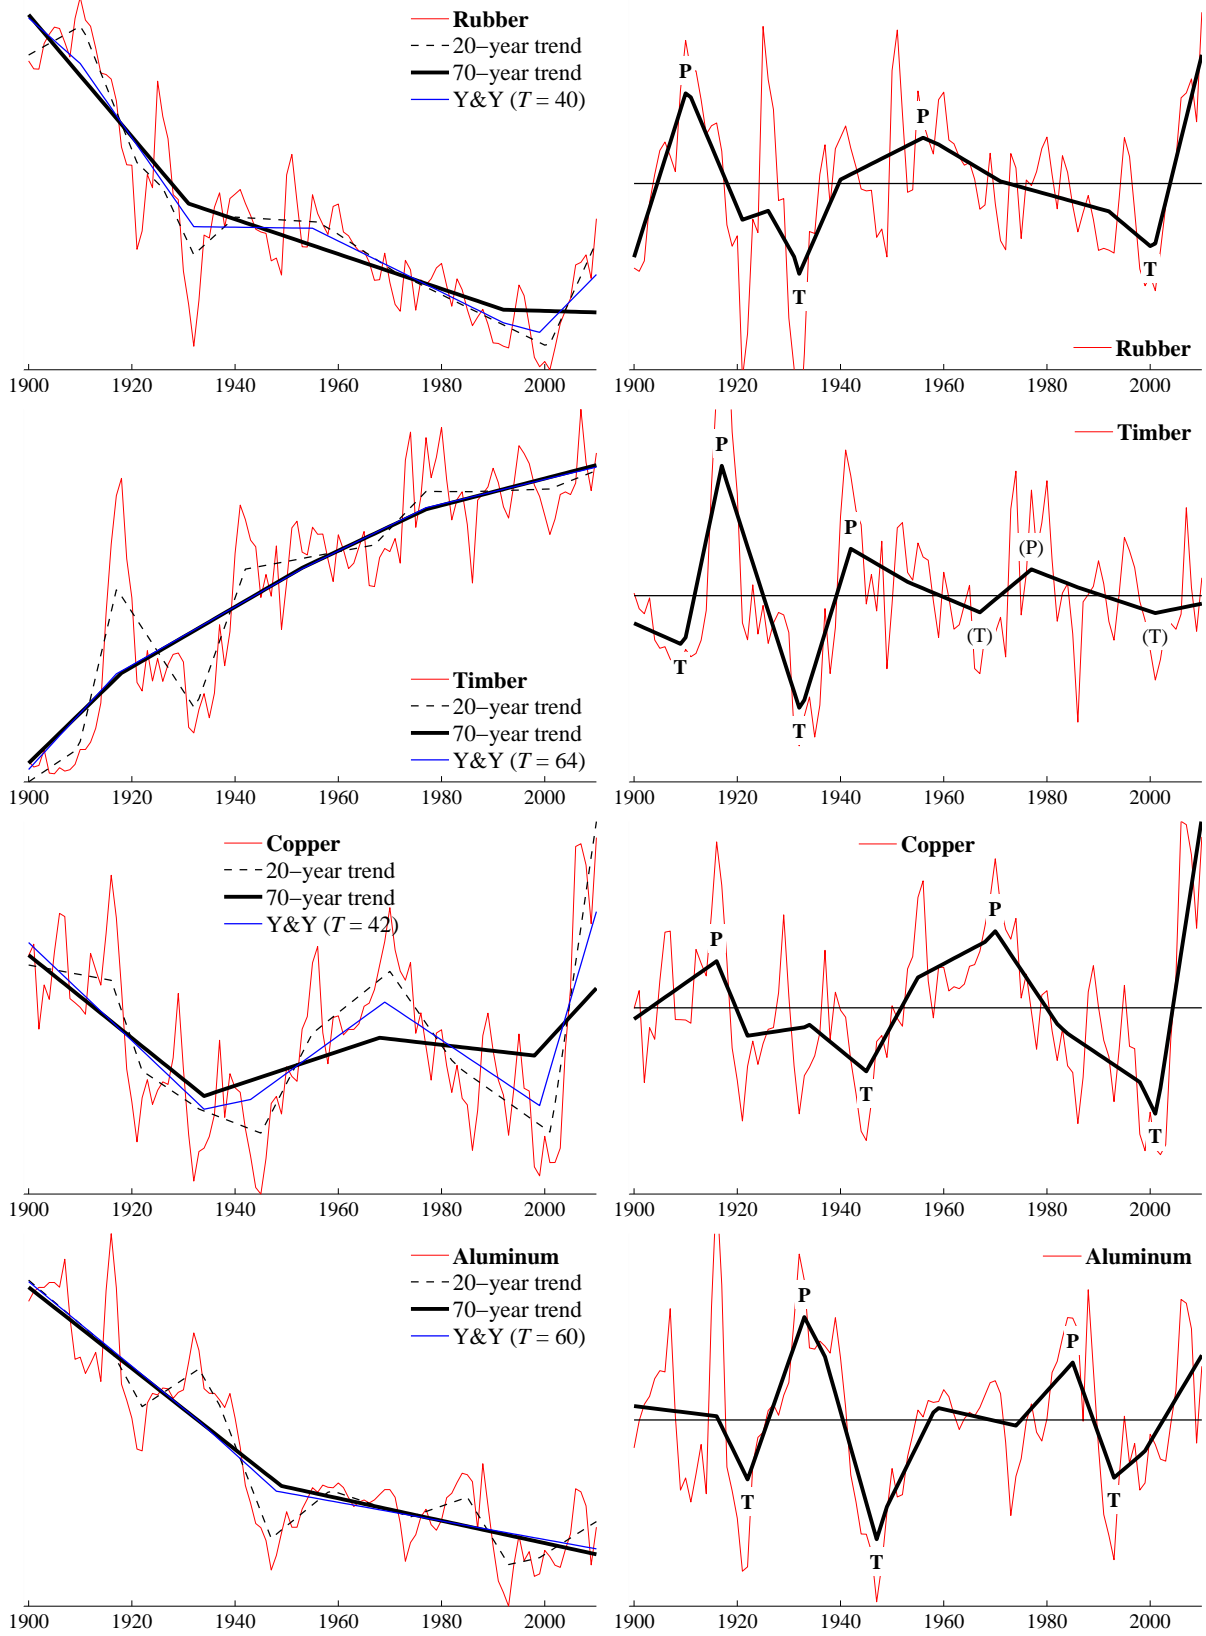 Rubber
20−year trend
70−year trend
Y&Y (T = 40)
1900 1920 1940 1960 1980 2000
P
P
T
T
Rubber
1900 1920 1940 1960 1980 2000
Timber
20−year trend
70−year trend
Y&Y (T = 64)
1900 1920 1940 1960 1980 2000
Timber
P
P
(P)
T
(T)
(T)
T
1900 1920 1940 1960 1980 2000
Copper
20−year trend
70−year trend
Y&Y (T = 42)
1900 1920 1940 1960 1980 2000
Copper
P
P
T
T
1900 1920 1940 1960 1980 2000
Aluminum
20−year trend
70−year trend
Y&Y (T = 60)
1900 1920 1940 1960 1980 2000
Aluminum
P
P
T
T
T
1900 1920 1940 1960 1980 2000